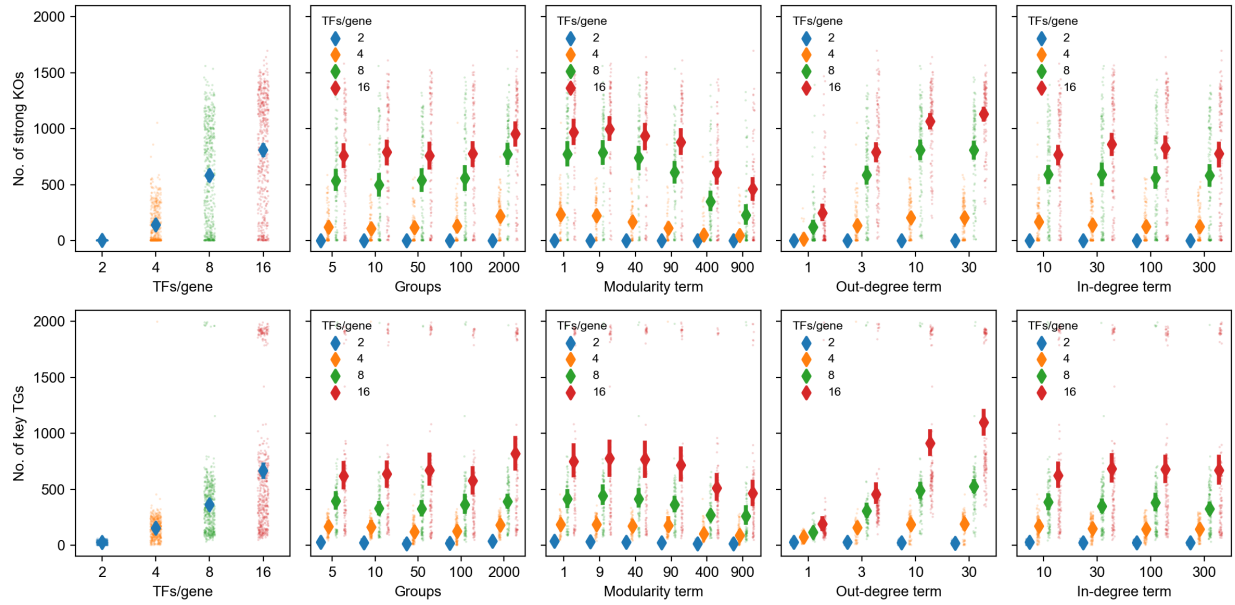 No. of strong KOs
2000
1500
1000
500
0
2 4 8 16
TFs/gene
TFs/gene
2
4
8
16
5 10 50 100 2000
Groups
TFs/gene
2
4
8
16
1 9 40 90 400 900
Modularity term
TFs/gene
2
4
8
16
1 3 10 30
Out-degree term
TFs/gene
2
4
8
16
10 30 100 300
In-degree term
No. of key TGs
2000
1500
1000
500
0
2 4 8 16
TFs/gene
TFs/gene
2
4
8
16
5 10 50 100 2000
Groups
TFs/gene
2
4
8
16
1 9 40 90 400 900
Modularity term
TFs/gene
2
4
8
16
1 3 10 30
Out-degree term
TFs/gene
2
4
8
16
10 30 100 300
In-degree term